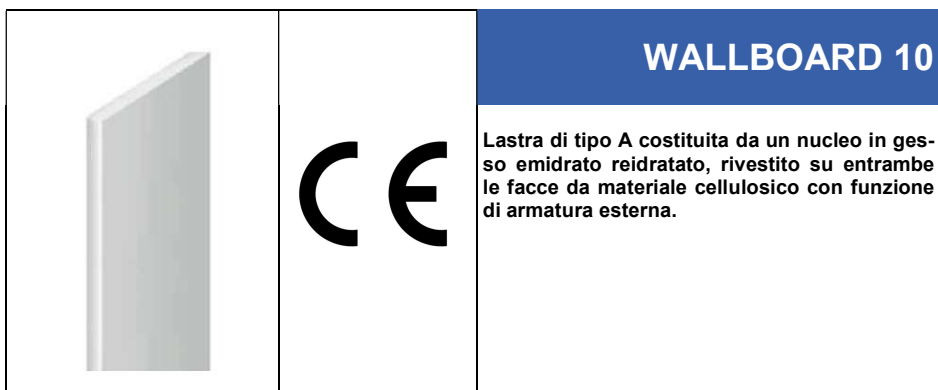 WALLBOARD 10
Lastra di tipo A costituita da un nucleo in ges-
so emidrato reidratato, rivestito su entrambe
le facce da materiale cellulosico con funzione
di armatura esterna.
CE